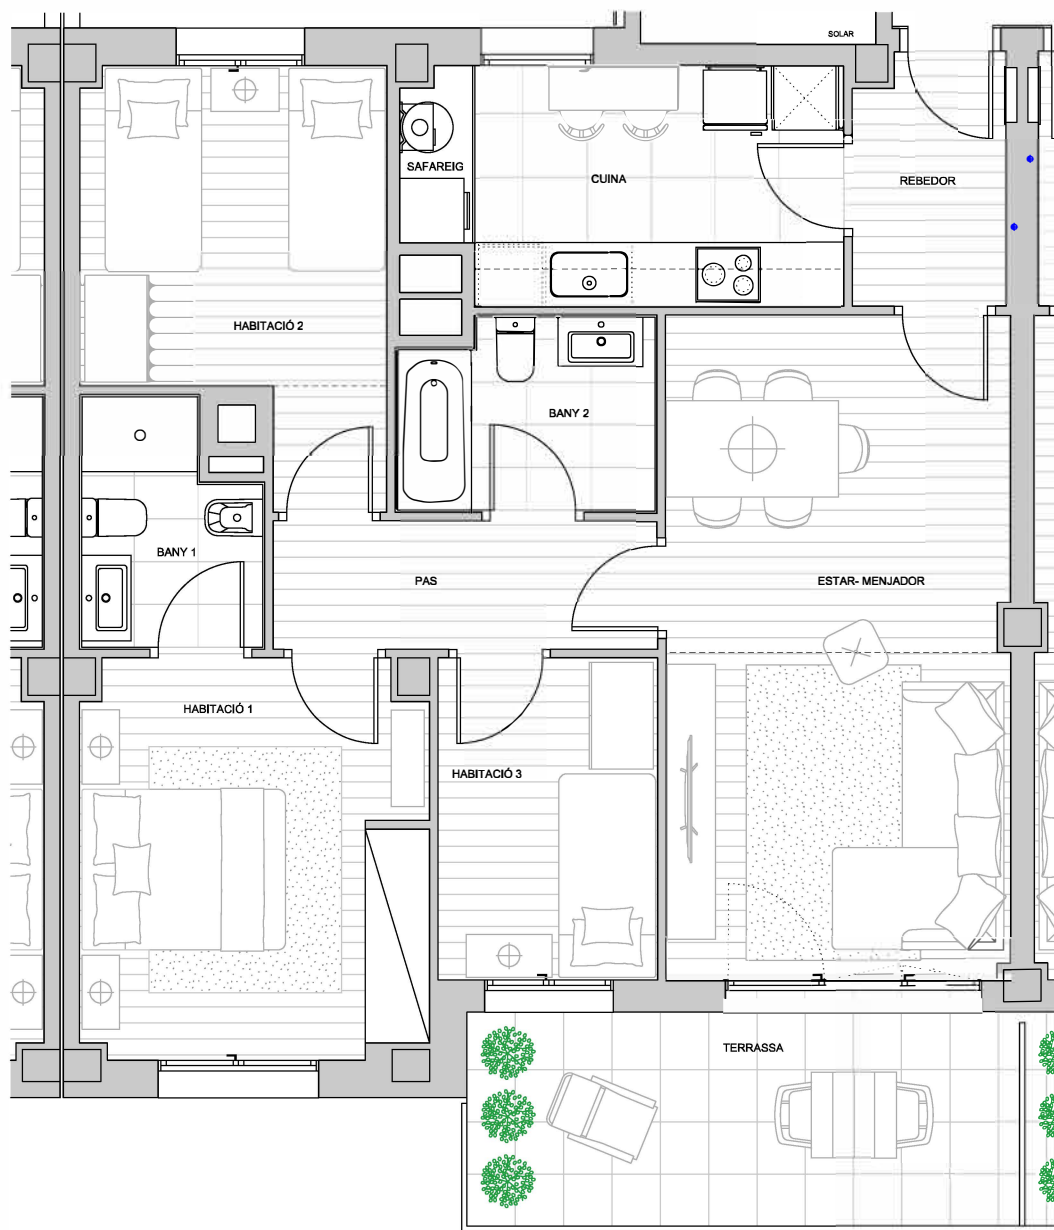 SOLAR
SAFAREIG
CUINA
REBEDOR
HABITACIÓ 2
BANY 2
BANY 1
PAS
ESTAR- MENJADOR
HABITACIÓ 1
HABITACIÓ 3
TERRASSA